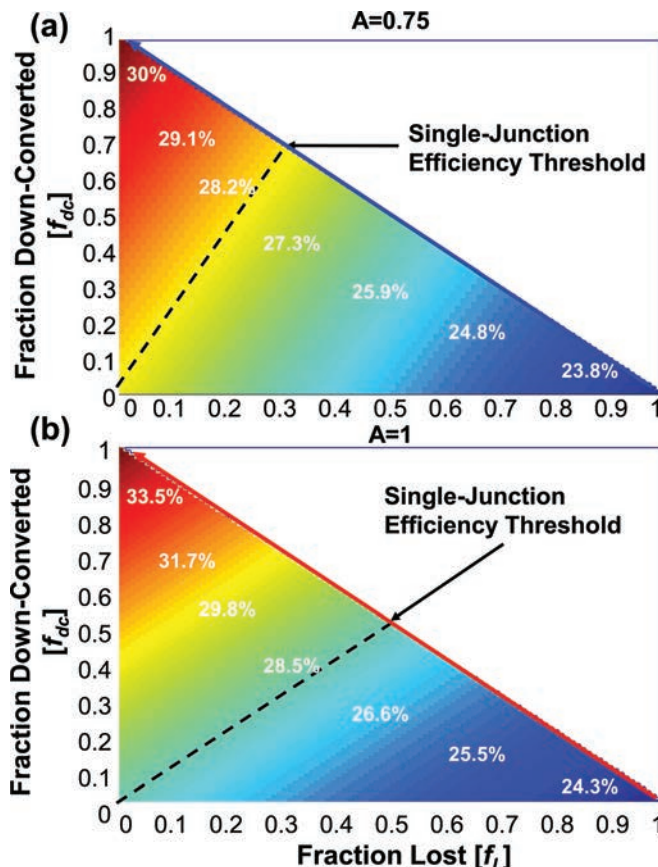 (a)
A=0.75
Fraction Down-Converted
[fdc]
1
0.9
0.8
0.7
0.6
0.5
0.4
0.3
0.2
0.1
0
30%
29.1%
28.2%
27.3%
25.9%
24.8%
23.8%
Single-Junction
Efficiency Threshold
0 0.1 0.2 0.3 0.4 0.5 0.6 0.7 0.8 0.9 1
(b)
A=1
Fraction Down-Converted
[fdc]
1
0.9
0.8
0.7
0.6
0.5
0.4
0.3
0.2
0.1
0
33.5%
31.7%
29.8%
28.5%
26.6%
25.5%
24.3%
Single-Junction
Efficiency Threshold
0 0.1 0.2 0.3 0.4 0.5 0.6 0.7 0.8 0.9 1
Fraction Lost